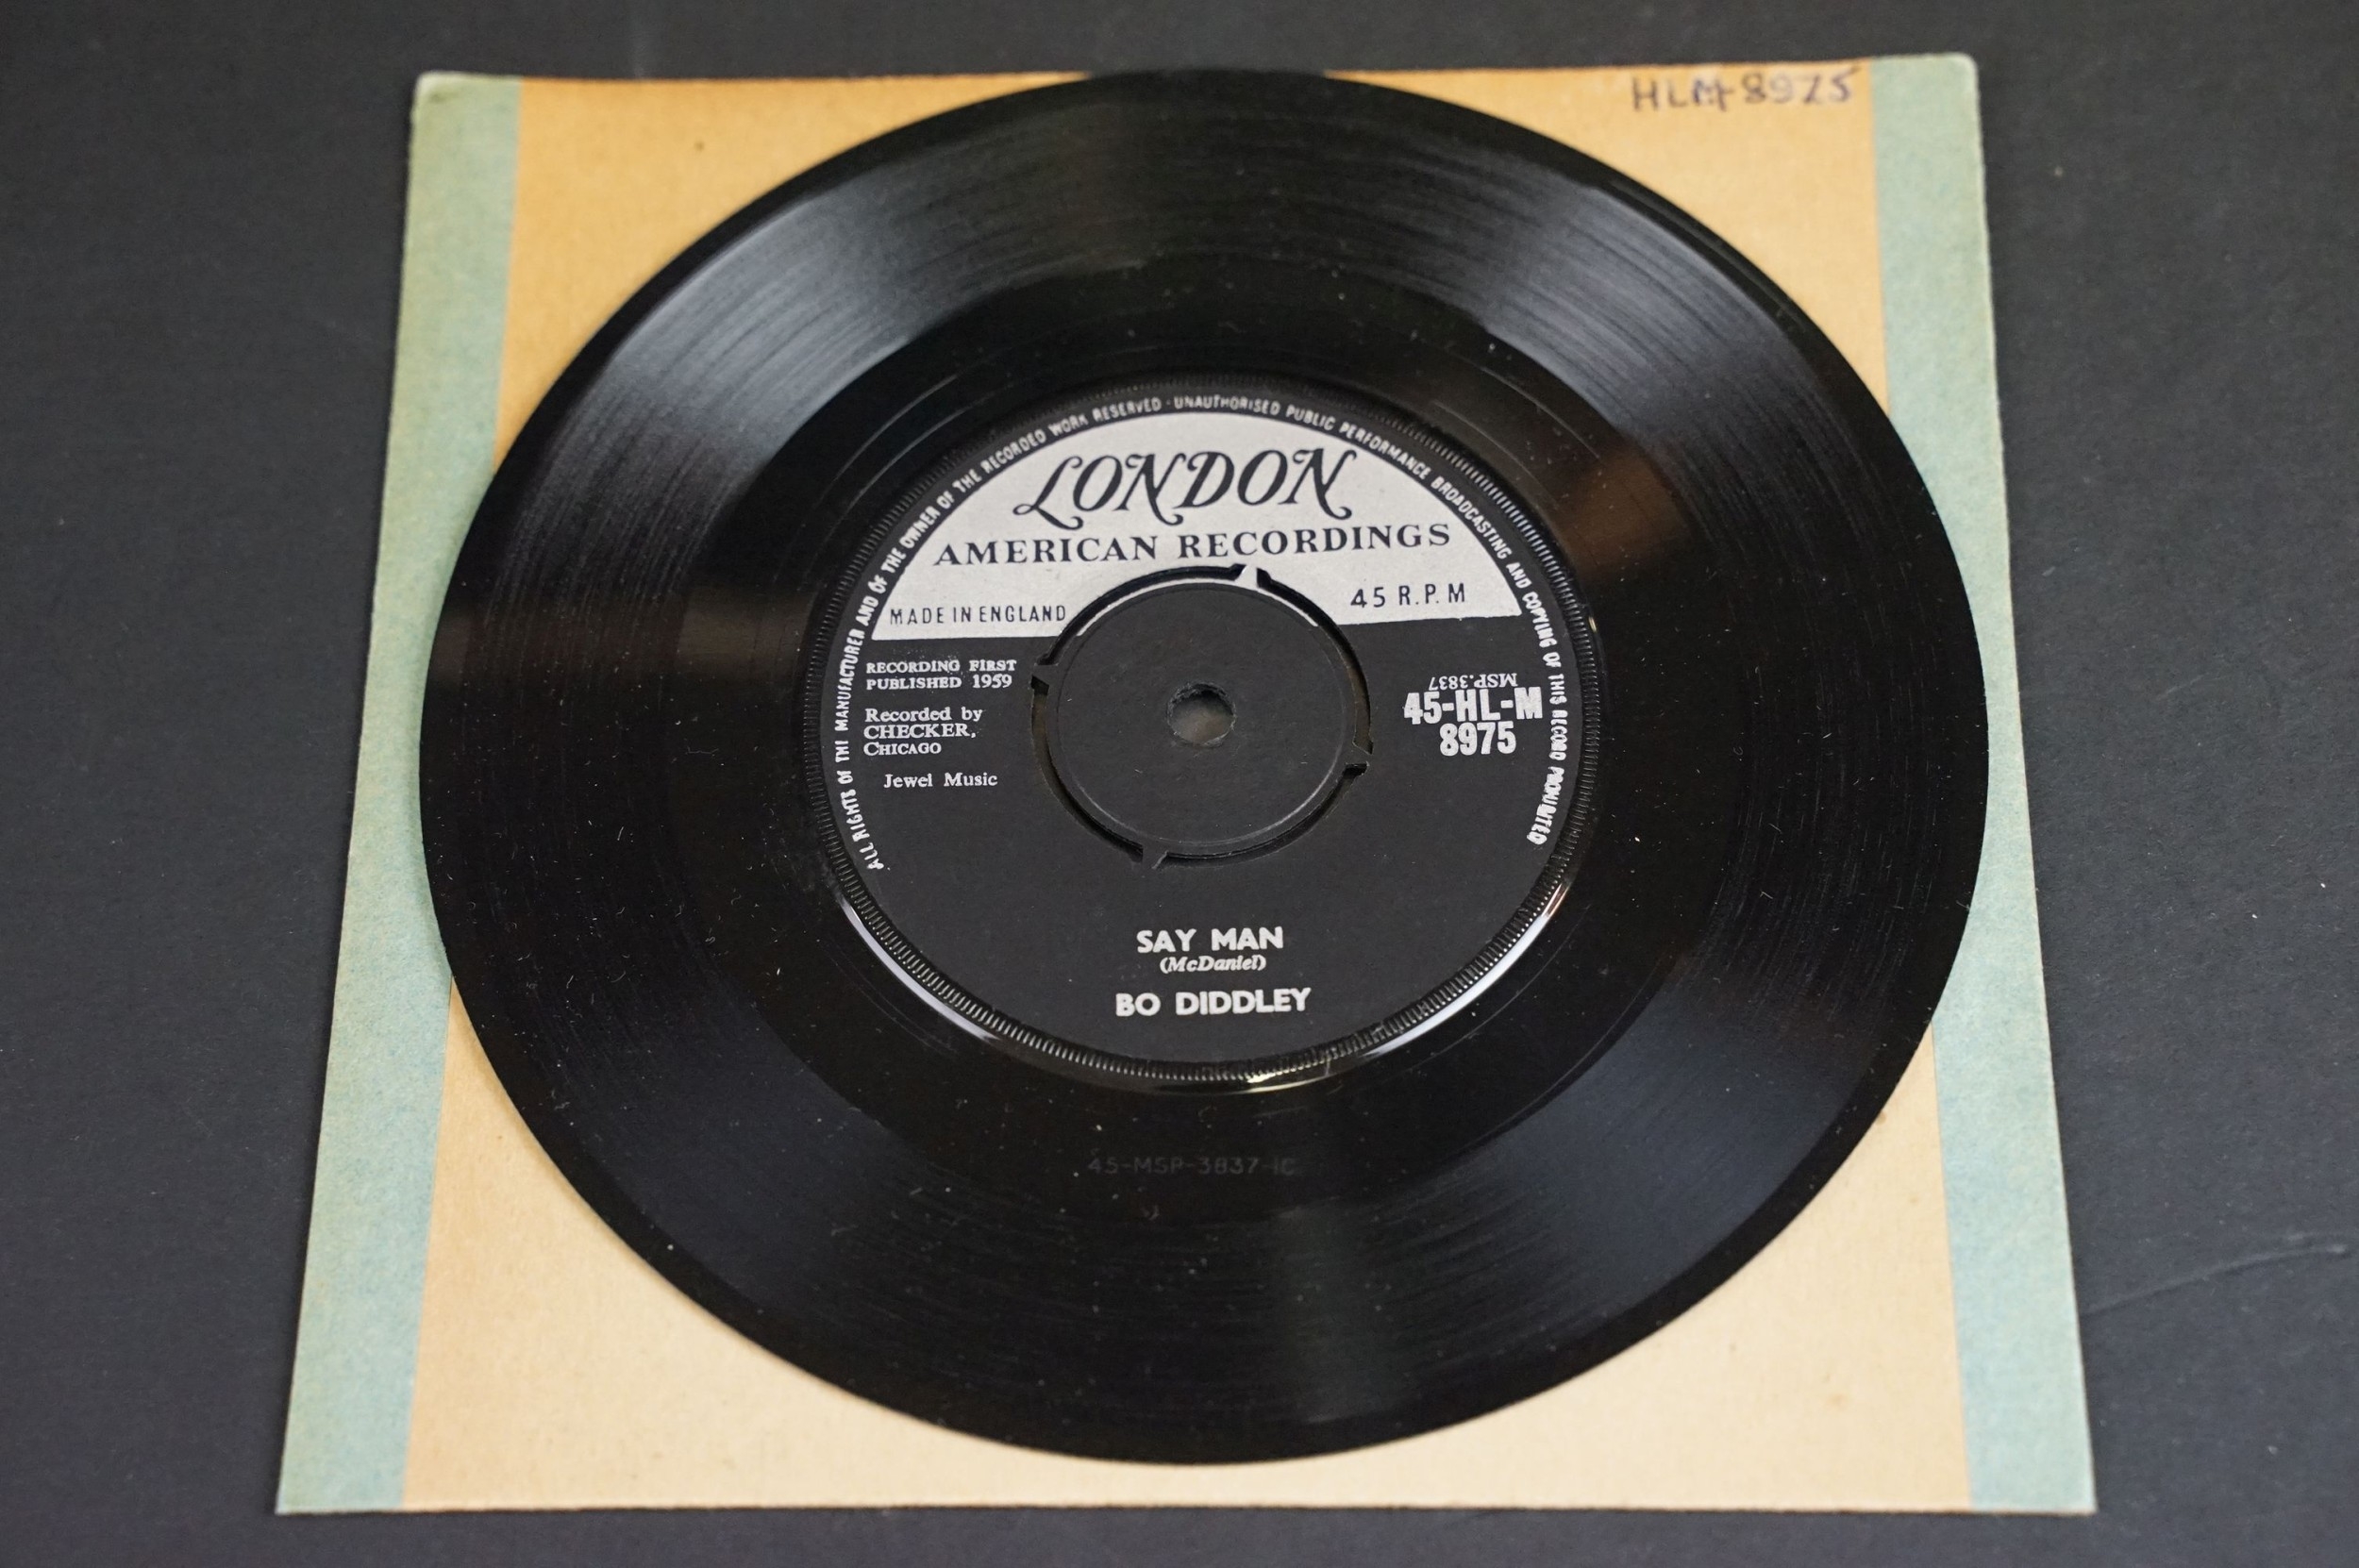 HLM 8975
ALL RIGHTS OF THE MANUFACTURER AND OF THE OWNER OF THE RECORDED WORK RESERVED · UNAUTHORISED PUBLIC PERFORMANCE BROADCASTING AND COPYING OF THIS RECORD PROHIBITED
LONDON
AMERICAN RECORDINGS
MADE IN ENGLAND
45 R.P.M
RECORDING FIRST
PUBLISHED 1959
Recorded by
CHECKER,
CHICAGO
Jewel Music
MSP.3837
45-HL-M
8975
SAY MAN
(McDaniel)
BO DIDDLEY
45-MSP-3837-1C